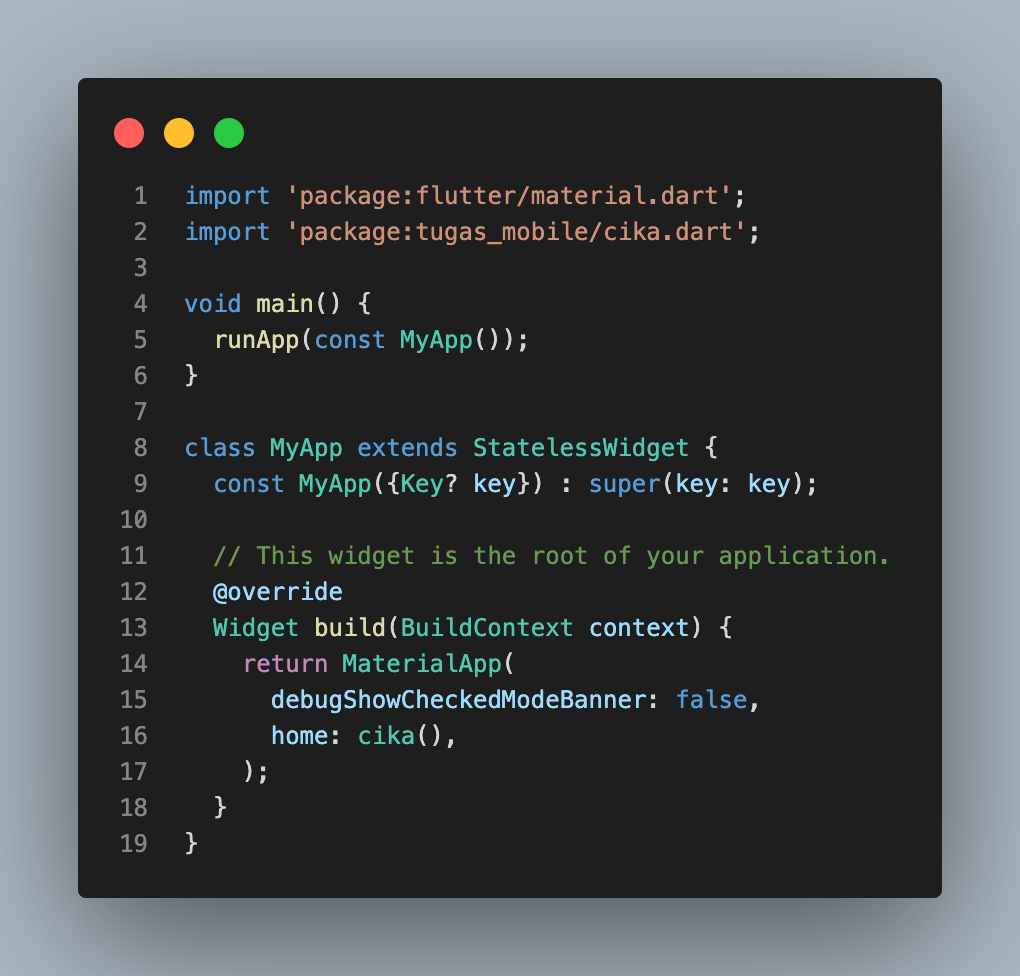 1 import 'package:flutter/material.dart';
2 import 'package:tugas_mobile/cika.dart';
3
4 void main() {
5   runApp(const MyApp());
6 }
7
8 class MyApp extends StatelessWidget {
9   const MyApp({Key? key}) : super(key: key);
10
11   // This widget is the root of your application.
12   @override
13   Widget build(BuildContext context) {
14     return MaterialApp(
15       debugShowCheckedModeBanner: false,
16       home: cika(),
17     );
18   }
19 }